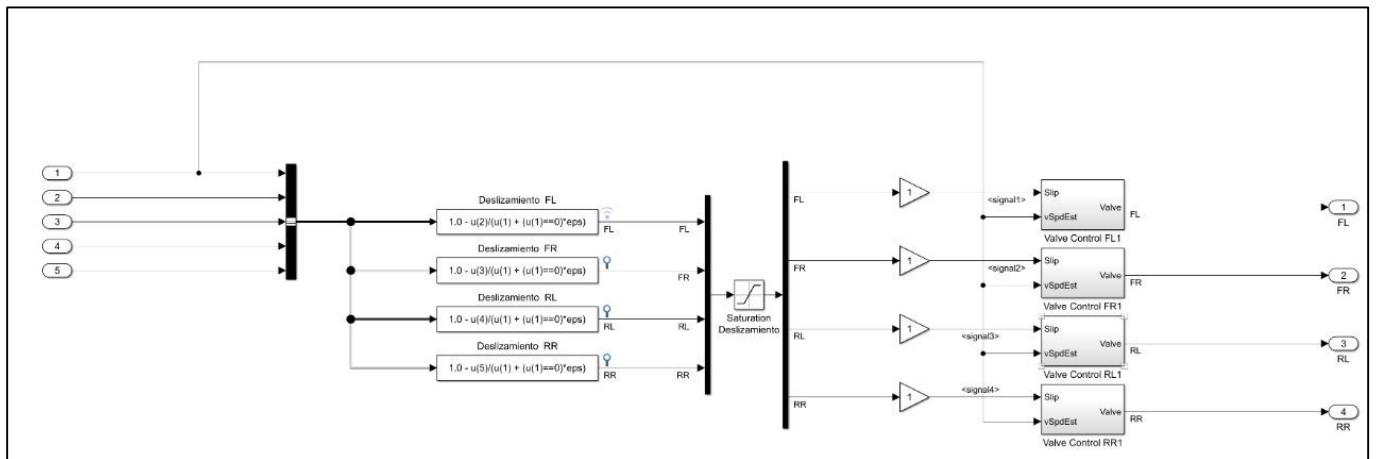 1
2
3
4
5
Deslizamiento FL
1.0 - u(2)/(u(1) + (u(1)==0)*eps)
FL
FL
Deslizamiento FR
1.0 - u(3)/(u(1) + (u(1)==0)*eps)
FR
Deslizamiento RL
1.0 - u(4)/(u(1) + (u(1)==0)*eps)
RL
RL
Deslizamiento RR
1.0 - u(5)/(u(1) + (u(1)==0)*eps)
RR
RR
Saturation
Deslizamiento
FL
FR
RL
RR
1
1
1
1
<signal1>
<signal2>
<signal3>
<signal4>
Slip
Valve
vSpdEst
FL
Valve Control FL1
Slip
Valve
vSpdEst
FR
Valve Control FR1
Slip
Valve
vSpdEst
RL
Valve Control RL1
Slip
Valve
vSpdEst
RR
Valve Control RR1
1
FL
2
FR
3
RL
4
RR